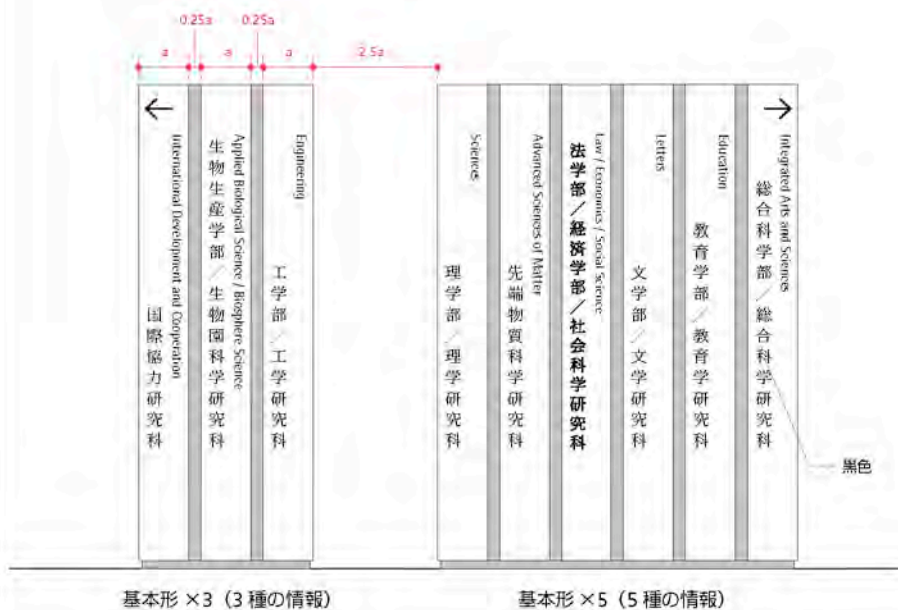 0.25a 0.25a
a a a 2.5a
←
International Development and Cooperation
国際協力研究科
Applied Biological Science / Biosphere Science
生物生産学部／生物圏科学研究科
Engineering
工学部／工学研究科
Sciences
理学部／理学研究科
Advanced Sciences of Matter
先端物質科学研究科
Law / Economics / Social Science
法学部／経済学部／社会科学研究科
Letters
文学部／文学研究科
Education
教育学部／教育学研究科
→
Integrated Arts and Sciences
総合科学部／総合科学研究科
黒色
基本形 ×3（3 種の情報）
基本形 ×5（5 種の情報）